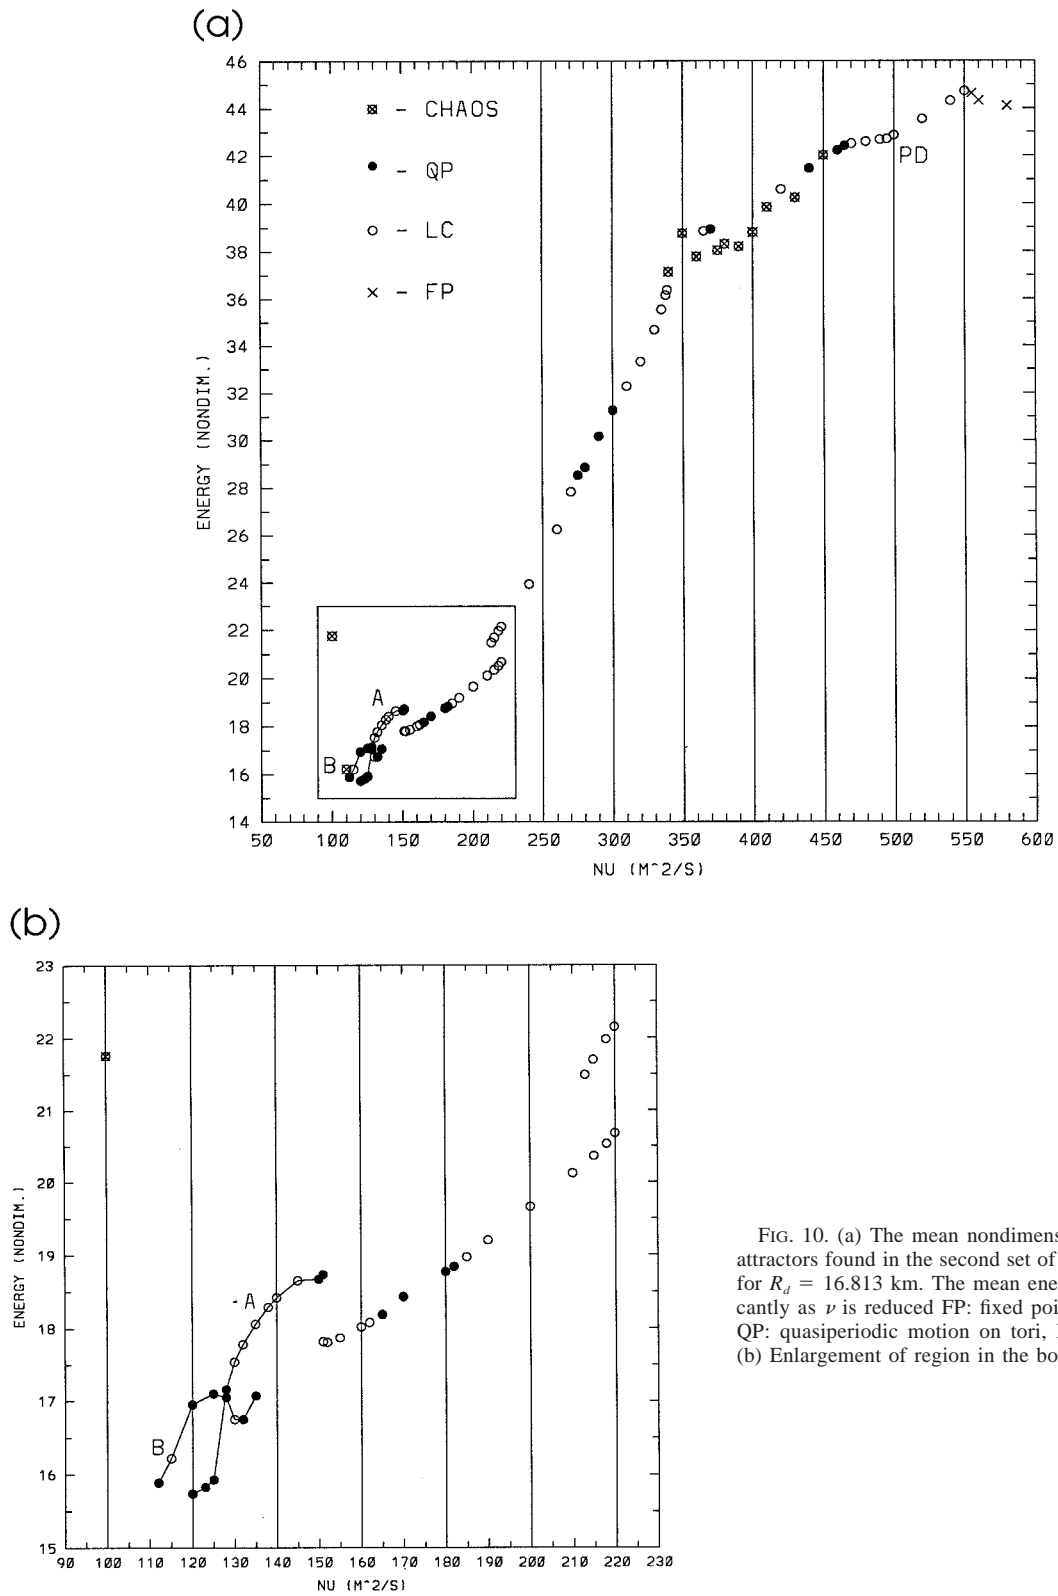 (a)
46
44
42
40
38
36
34
32
30
28
26
24
22
20
18
16
14
ENERGY (NONDIM.)
⊠ - CHAOS
● - QP
○ - LC
× - FP
PD
A
B
50 100 150 200 250 300 350 400 450 500 550 600
NU (M^2/S)
(b)
23
22
21
20
19
18
17
16
15
ENERGY (NONDIM.)
-A
B
90 100 110 120 130 140 150 160 170 180 190 200 210 220 230
NU (M^2/S)
FIG. 10. (a) The mean nondimens
attractors found in the second set of
for R_d = 16.813 km. The mean ener
cantly as ν is reduced FP: fixed poi
QP: quasiperiodic motion on tori,
(b) Enlargement of region in the bo